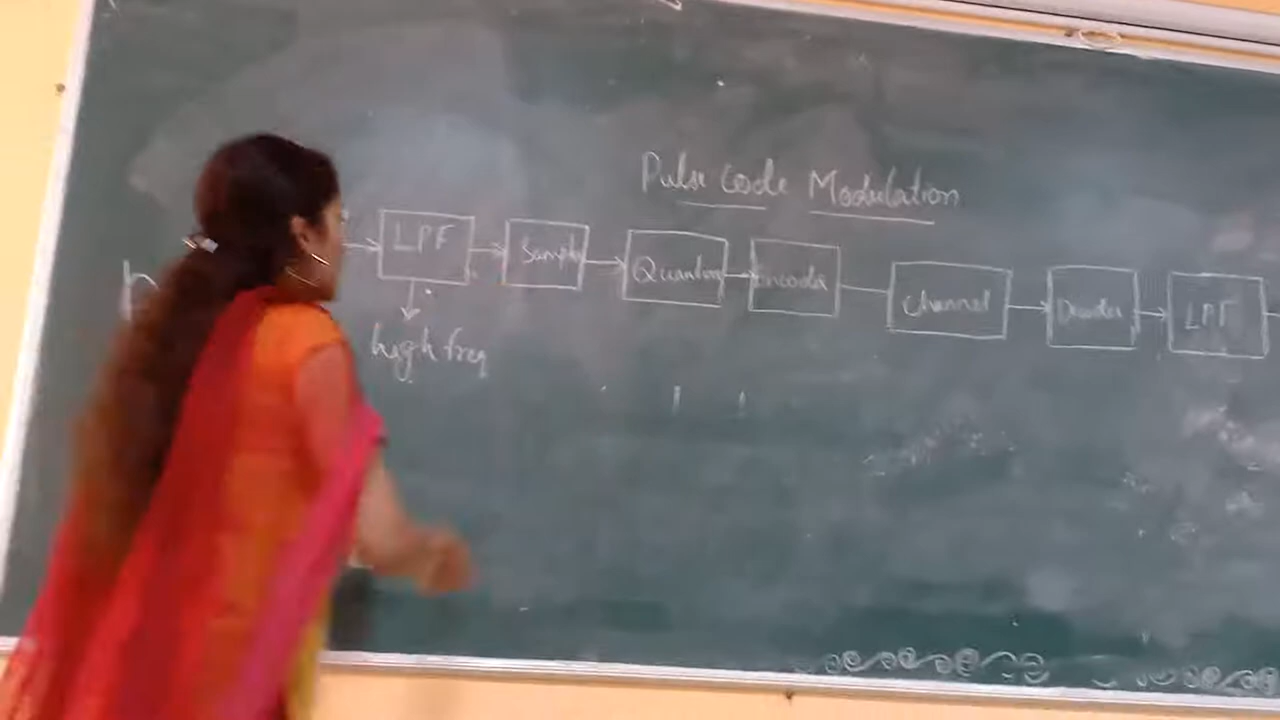 Pulse Code Modulation
LPF
Sampler
Quantizer
Encoder
Channel
Decoder
LPF
high freq